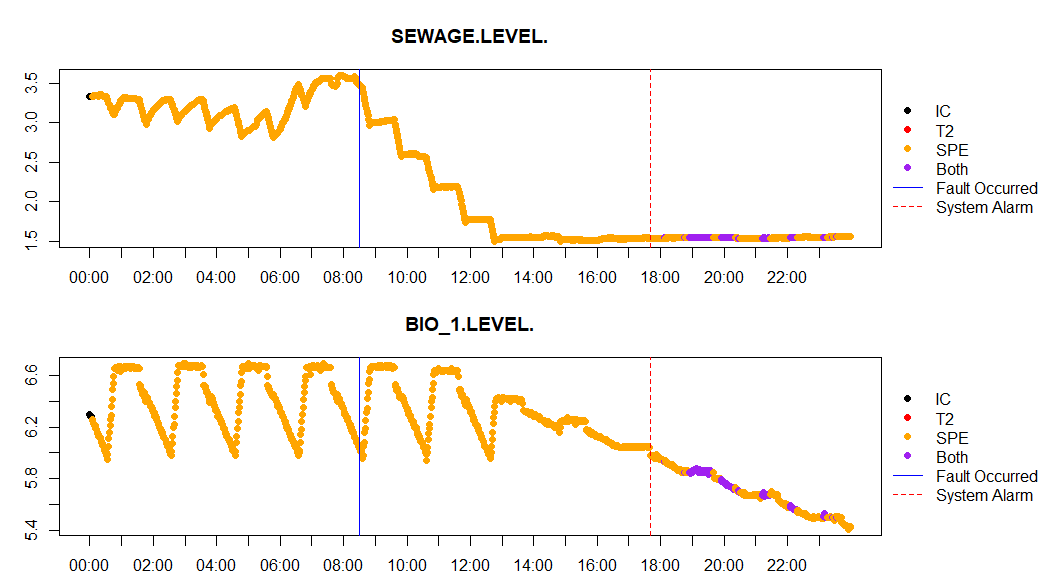 SEWAGE.LEVEL.
3.5
3.0
2.5
2.0
1.5
00:00 02:00 04:00 06:00 08:00 10:00 12:00 14:00 16:00 18:00 20:00 22:00
IC
T2
SPE
Both
Fault Occurred
System Alarm
BIO_1.LEVEL.
6.6
6.2
5.8
5.4
00:00 02:00 04:00 06:00 08:00 10:00 12:00 14:00 16:00 18:00 20:00 22:00
IC
T2
SPE
Both
Fault Occurred
System Alarm